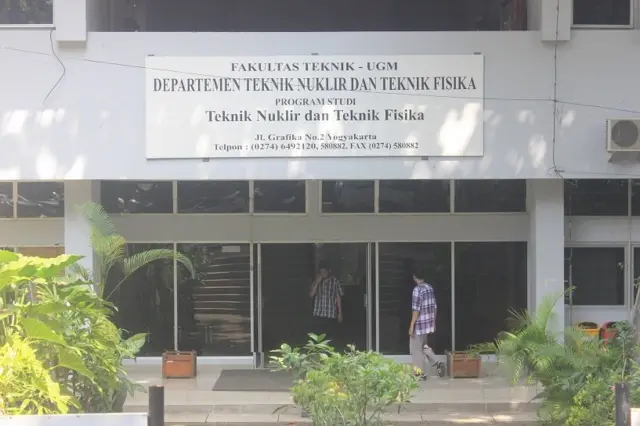 FAKULTAS TEKNIK - UGM
DEPARTEMEN TEKNIK NUKLIR DAN TEKNIK FISIKA
PROGRAM STUDI
Teknik Nuklir dan Teknik Fisika
Jl. Grafika No.2 Yogyakarta
Telpon : (0274) 6492120, 580882, FAX (0274) 580882